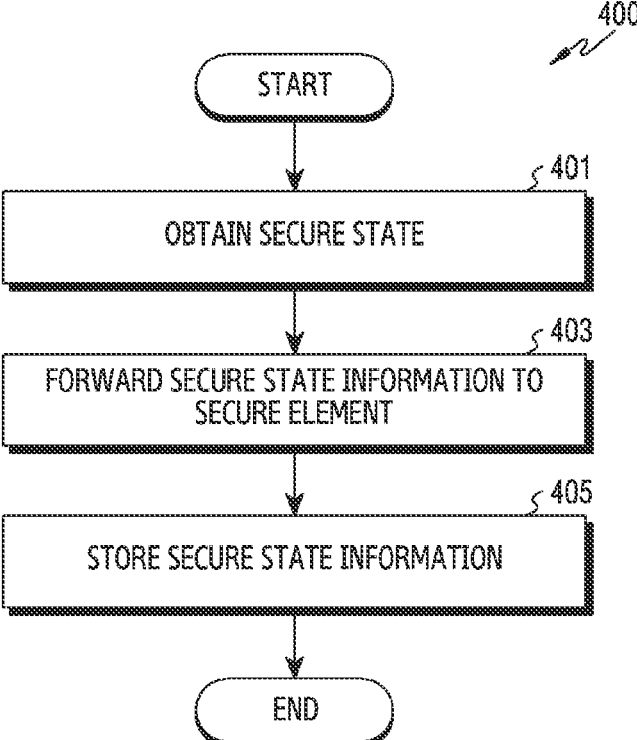 400
START
401
OBTAIN SECURE STATE
403
FORWARD SECURE STATE INFORMATION TO
SECURE ELEMENT
405
STORE SECURE STATE INFORMATION
END